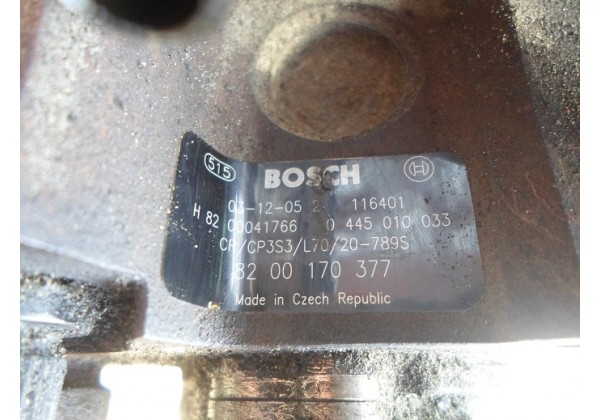 515 BOSCH
03-12-05 2 116401
H 82 00041766 0 445 010 033
CR/CP3S3/L70/20-789S
82 00 170 377
Made in Czech Republic